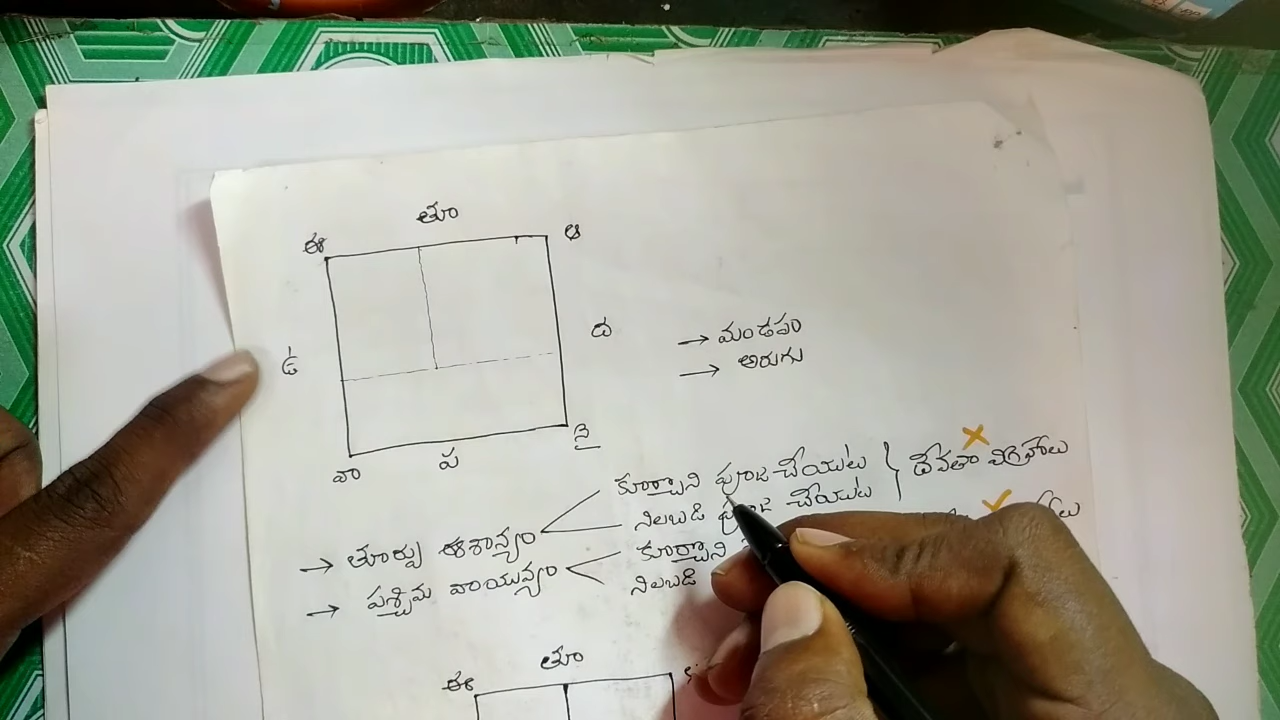 తూ
ఈ ఆ
ఉ ద
→ మండపం
→ అరుగు
వా ప నై
→ తూర్పు ఈశాన్యం
కూర్చొని పూజ చేయుట
నిలబడి పూజ చేయుట
} దేవతా విగ్రహాలు
→ పశ్చిమ వాయువ్యం
కూర్చొని
నిలబడి
తూ
ఈ